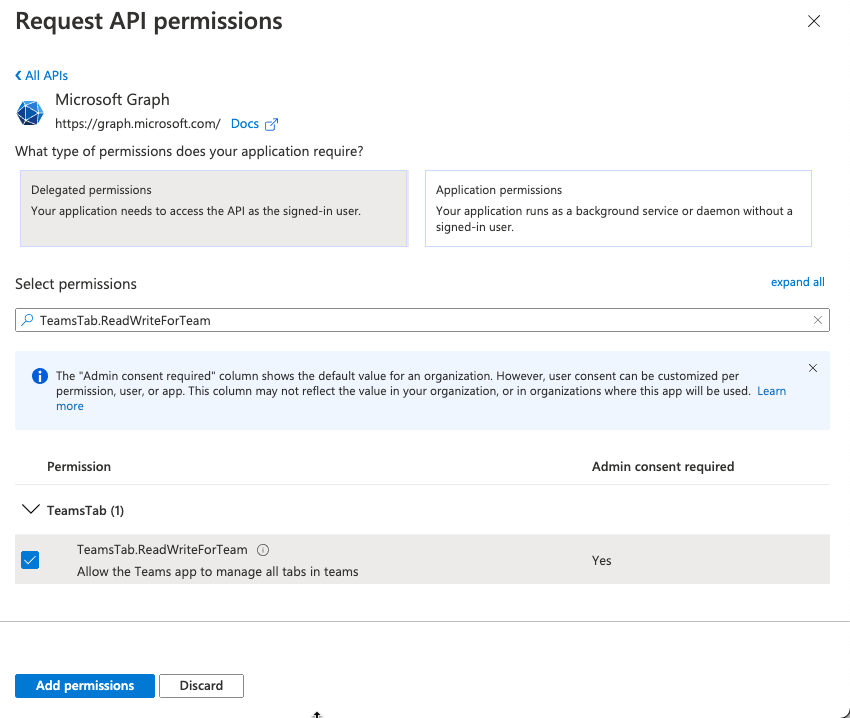 Request API permissions
All APIs
Microsoft Graph
https://graph.microsoft.com/ Docs
What type of permissions does your application require?
Delegated permissions
Your application needs to access the API as the signed-in user.
Application permissions
Your application runs as a background service or daemon without a
signed-in user.
Select permissions
expand all
TeamsTab.ReadWriteForTeam
The "Admin consent required" column shows the default value for an organization. However, user consent can be customized per
permission, user, or app. This column may not reflect the value in your organization, or in organizations where this app will be used. Learn
more
Permission Admin consent required
TeamsTab (1)
TeamsTab.ReadWriteForTeam
Allow the Teams app to manage all tabs in teams
Yes
Add permissions Discard